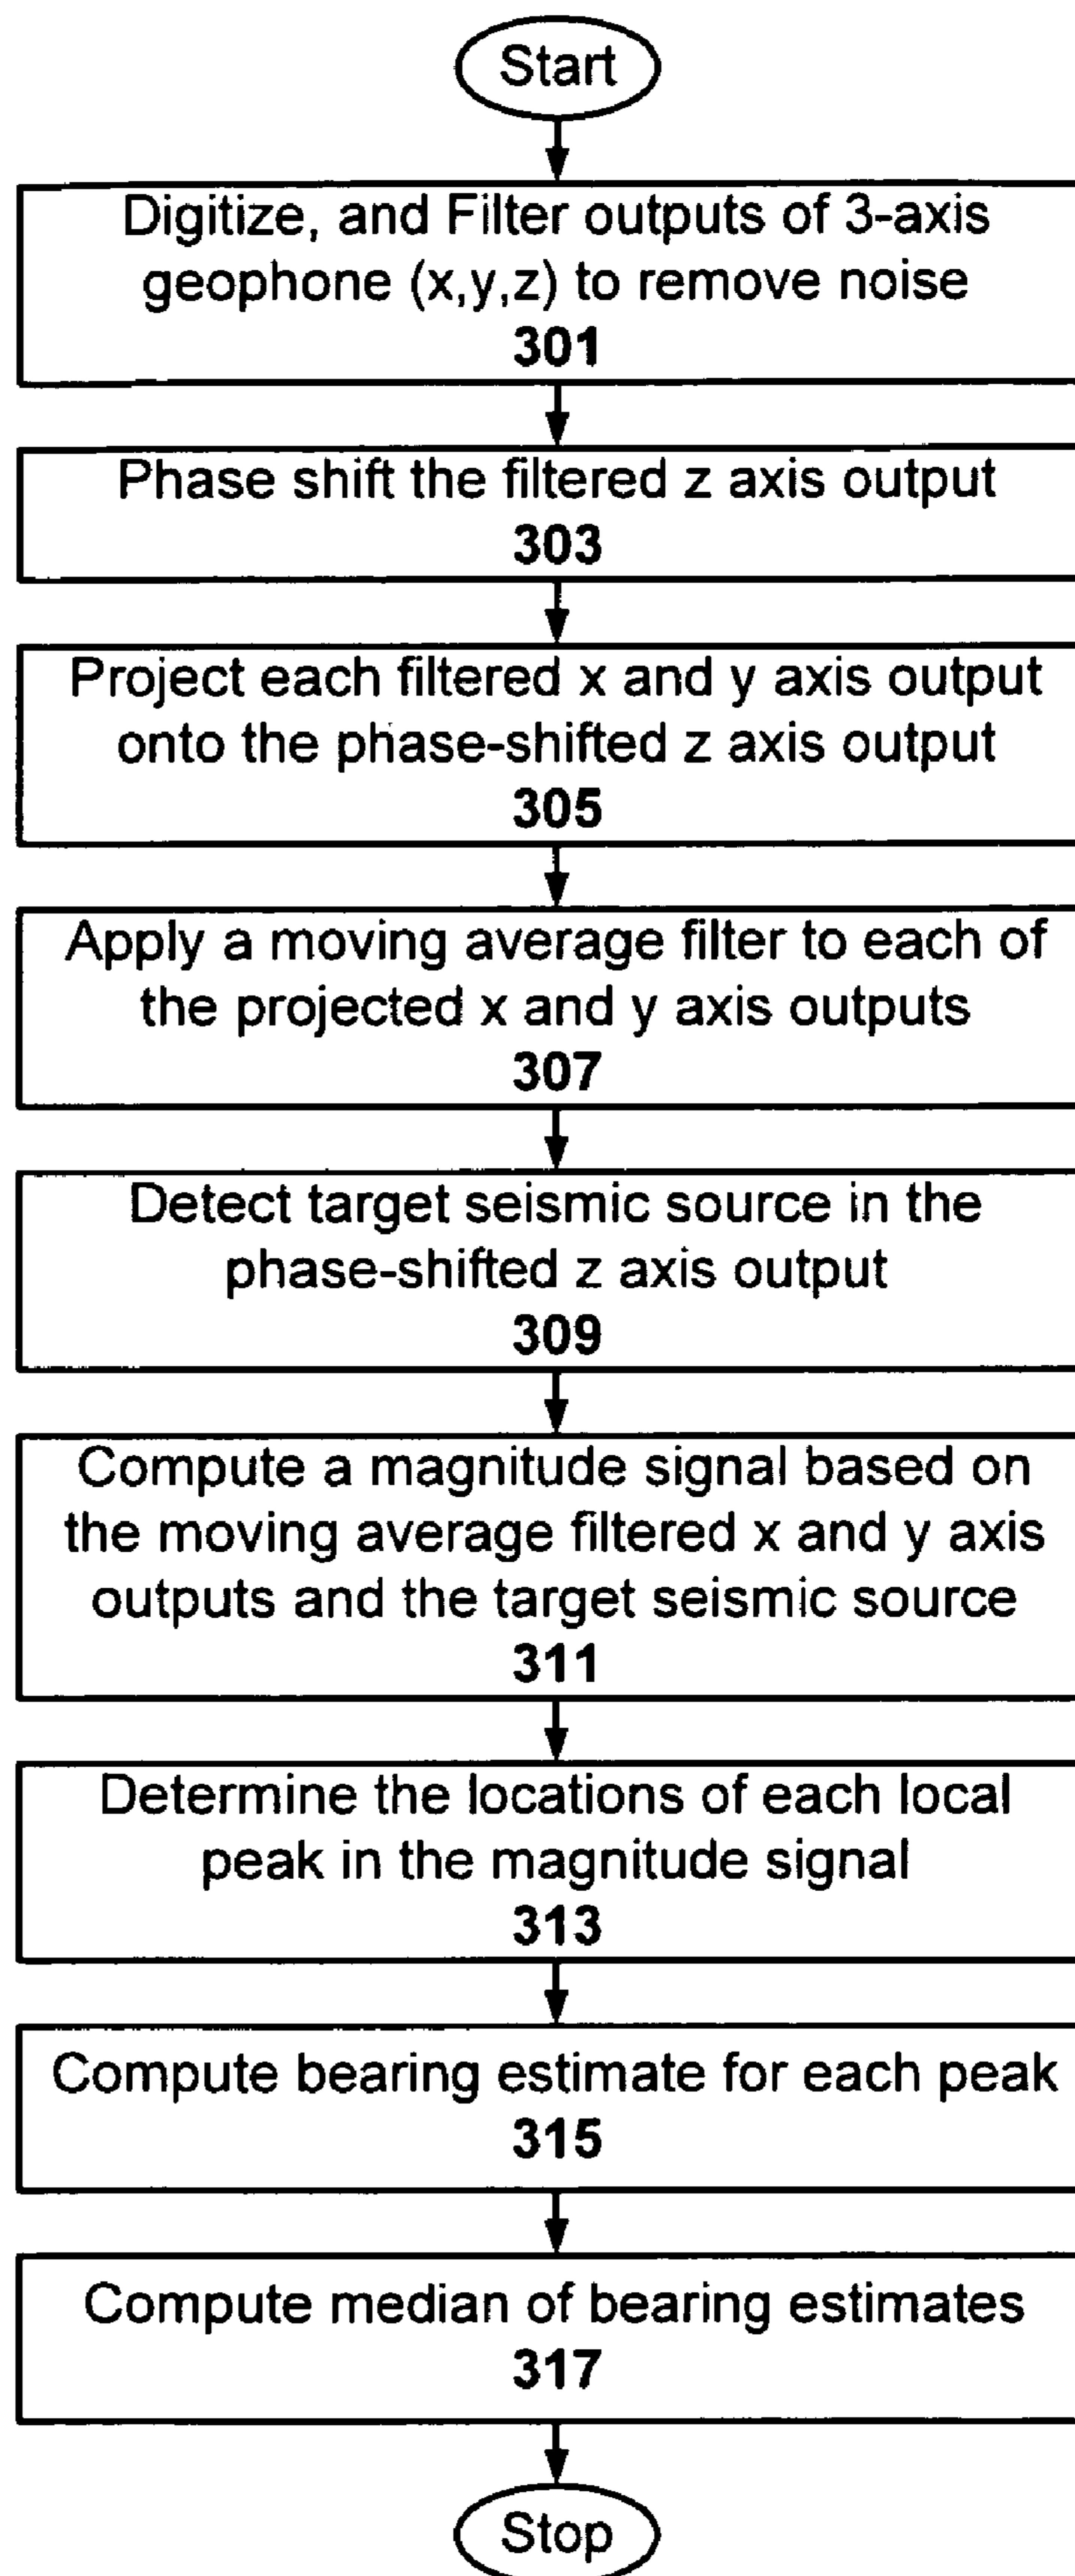 Start
Digitize, and Filter outputs of 3-axis
geophone (x,y,z) to remove noise
301
Phase shift the filtered z axis output
303
Project each filtered x and y axis output
onto the phase-shifted z axis output
305
Apply a moving average filter to each of
the projected x and y axis outputs
307
Detect target seismic source in the
phase-shifted z axis output
309
Compute a magnitude signal based on
the moving average filtered x and y axis
outputs and the target seismic source
311
Determine the locations of each local
peak in the magnitude signal
313
Compute bearing estimate for each peak
315
Compute median of bearing estimates
317
Stop